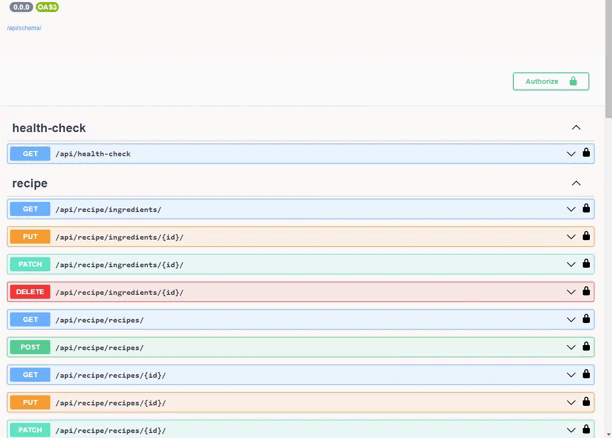 0.0.0 OAS3
/api/schema/
Authorize
health-check
GET /api/health-check
recipe
GET /api/recipe/ingredients/
PUT /api/recipe/ingredients/{id}/
PATCH /api/recipe/ingredients/{id}/
DELETE /api/recipe/ingredients/{id}/
GET /api/recipe/recipes/
POST /api/recipe/recipes/
GET /api/recipe/recipes/{id}/
PUT /api/recipe/recipes/{id}/
PATCH /api/recipe/recipes/{id}/